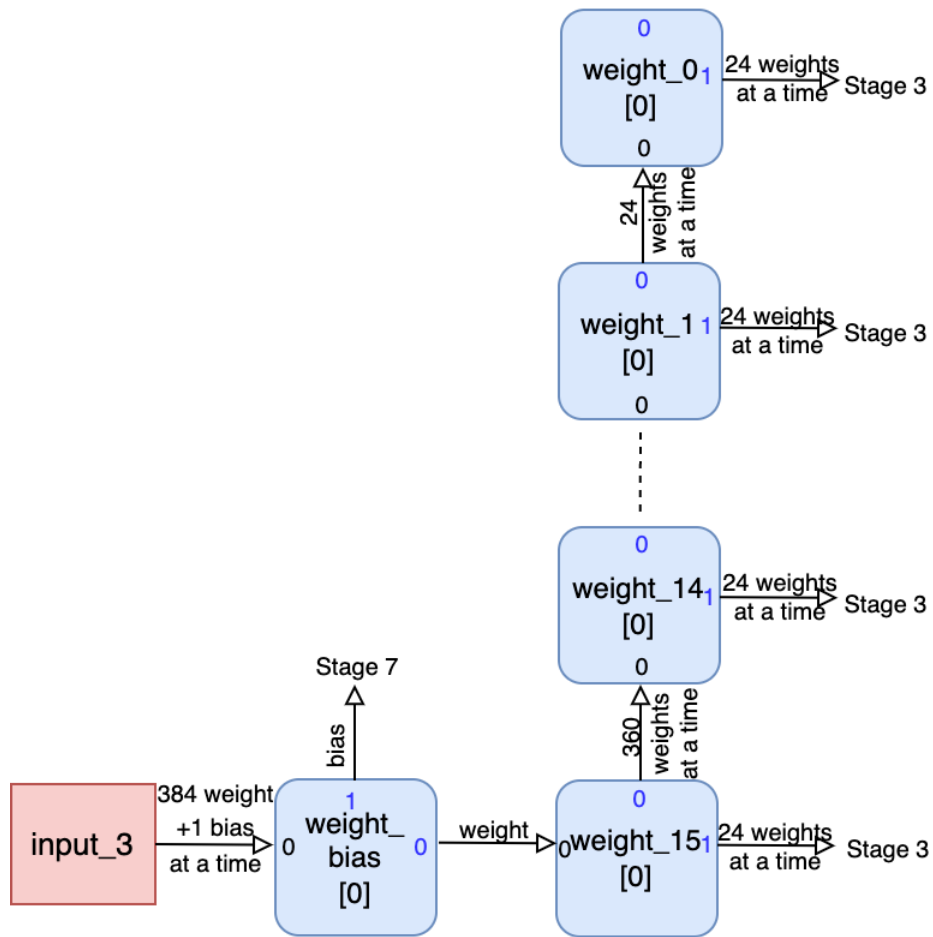 0
weight_0 1
[0]
0
24 weights
at a time
Stage 3
24
weights
at a time
0
weight_1 1
[0]
0
24 weights
at a time
Stage 3
0
weight_14 1
[0]
0
24 weights
at a time
Stage 3
360
weights
at a time
Stage 7
bias
input_3
384 weight
+1 bias
at a time
1
0
weight_
bias
0
[0]
weight
0
0
weight_15 1
[0]
24 weights
at a time
Stage 3